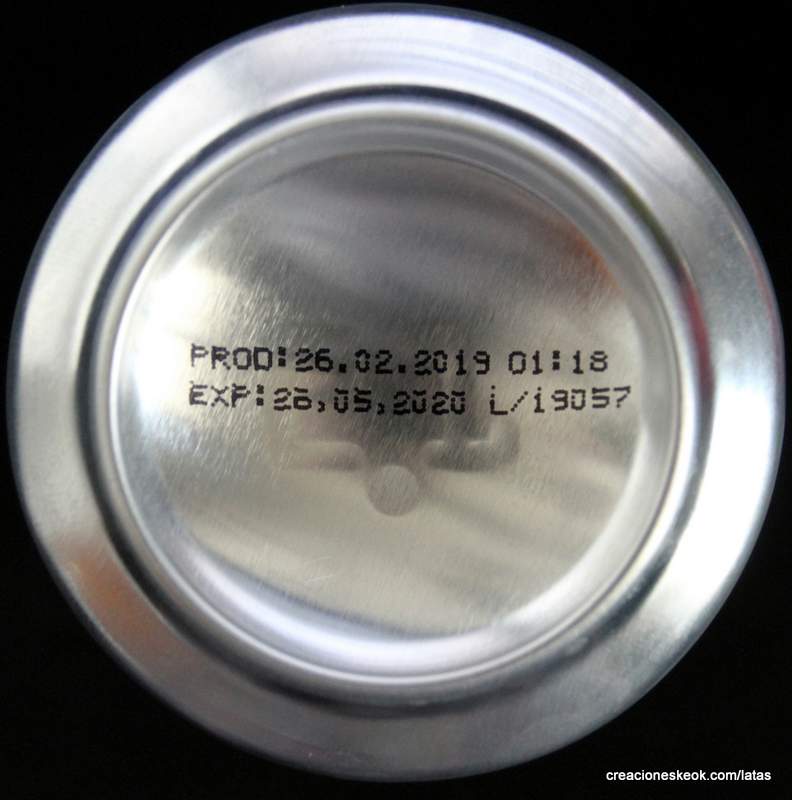 PROD:26.02.2019 01:18
EXP:26,05,2020 L/19057
creacioneskeok.com/latas